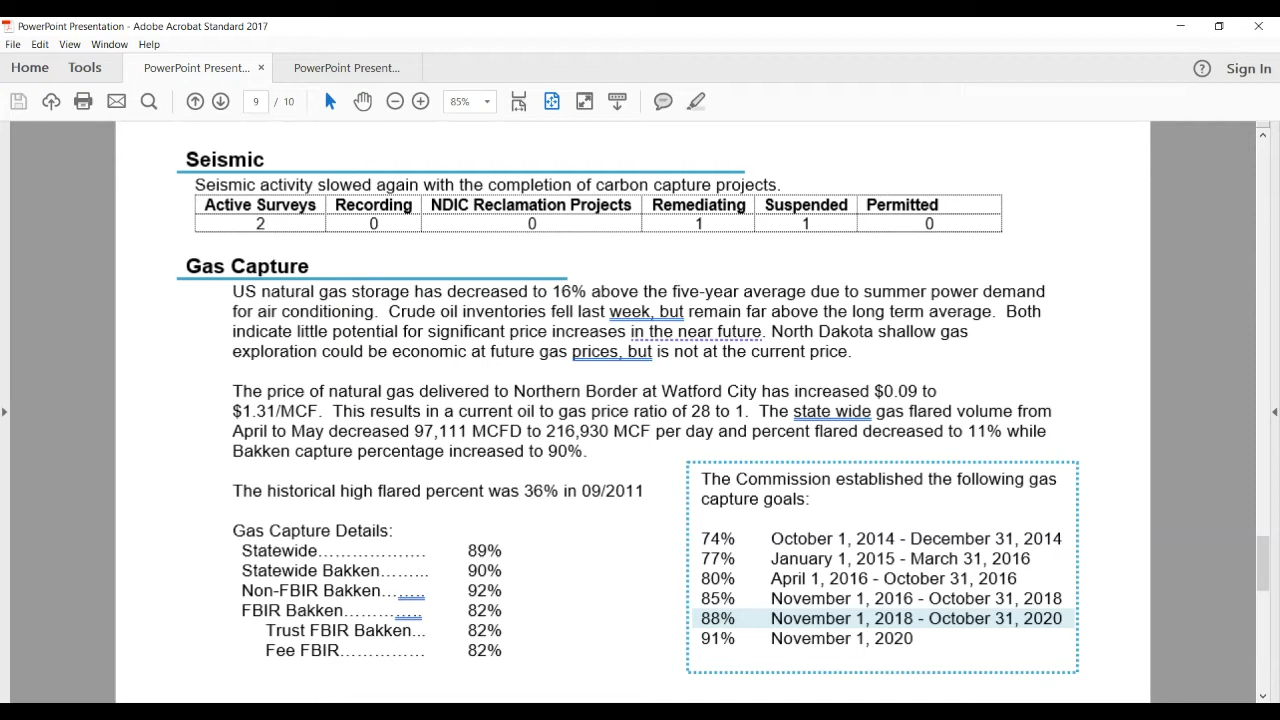 PowerPoint Presentation - Adobe Acrobat Standard 2017
File Edit View Window Help
Home Tools PowerPoint Present... × PowerPoint Present... Sign In
9 / 10 85%
Seismic
Seismic activity slowed again with the completion of carbon capture projects.
Active Surveys Recording NDIC Reclamation Projects Remediating Suspended Permitted
2 0 0 1 1 0
Gas Capture
US natural gas storage has decreased to 16% above the five-year average due to summer power demand
for air conditioning. Crude oil inventories fell last week, but remain far above the long term average. Both
indicate little potential for significant price increases in the near future. North Dakota shallow gas
exploration could be economic at future gas prices, but is not at the current price.
The price of natural gas delivered to Northern Border at Watford City has increased $0.09 to
$1.31/MCF. This results in a current oil to gas price ratio of 28 to 1. The state wide gas flared volume from
April to May decreased 97,111 MCFD to 216,930 MCF per day and percent flared decreased to 11% while
Bakken capture percentage increased to 90%.
The historical high flared percent was 36% in 09/2011
Gas Capture Details:
Statewide.................... 89%
Statewide Bakken......... 90%
Non-FBIR Bakken........ 92%
FBIR Bakken.............. 82%
Trust FBIR Bakken... 82%
Fee FBIR............... 82%
The Commission established the following gas
capture goals:
74% October 1, 2014 - December 31, 2014
77% January 1, 2015 - March 31, 2016
80% April 1, 2016 - October 31, 2016
85% November 1, 2016 - October 31, 2018
88% November 1, 2018 - October 31, 2020
91% November 1, 2020